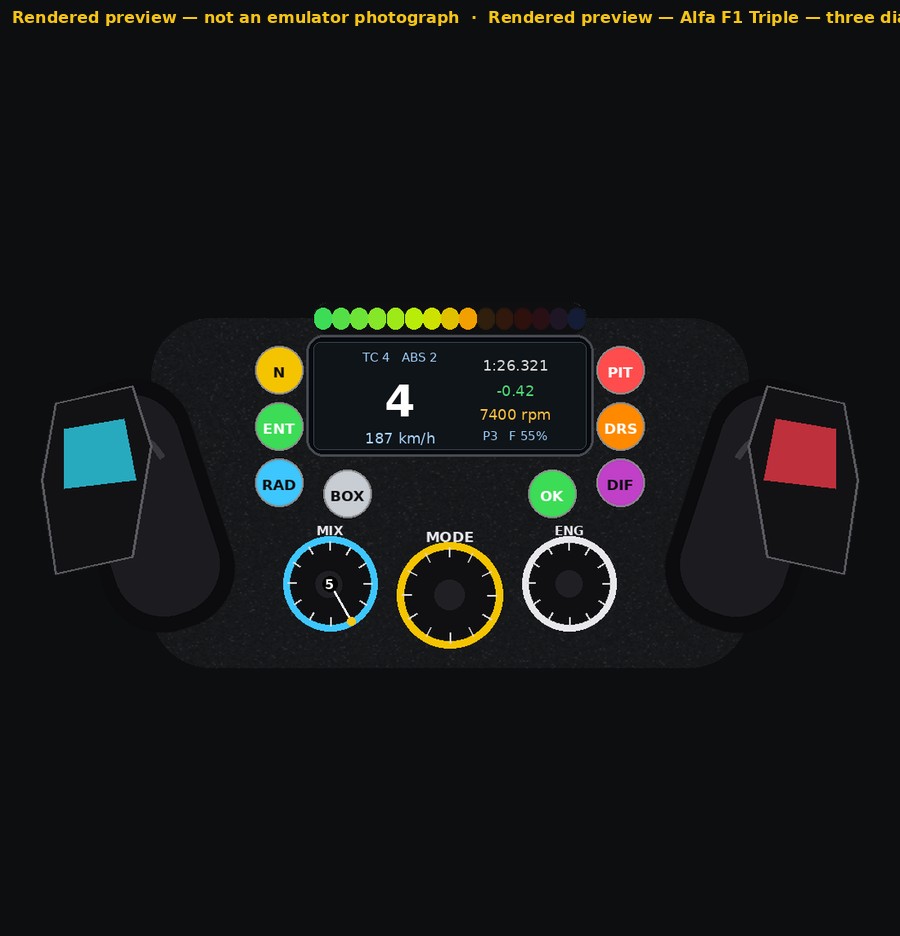 Rendered preview — not an emulator photograph · Rendered preview — Alfa F1 Triple — three
TC 4 ABS 2
1:26.321
-0.42
4
7400 rpm
187 km/h
P3 F 55%
N
ENT
RAD
BOX
PIT
DRS
DIF
OK
MIX
MODE
ENG
5